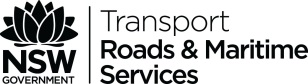 NSW
GOVERNMENT
Transport
Roads & Maritime
Services